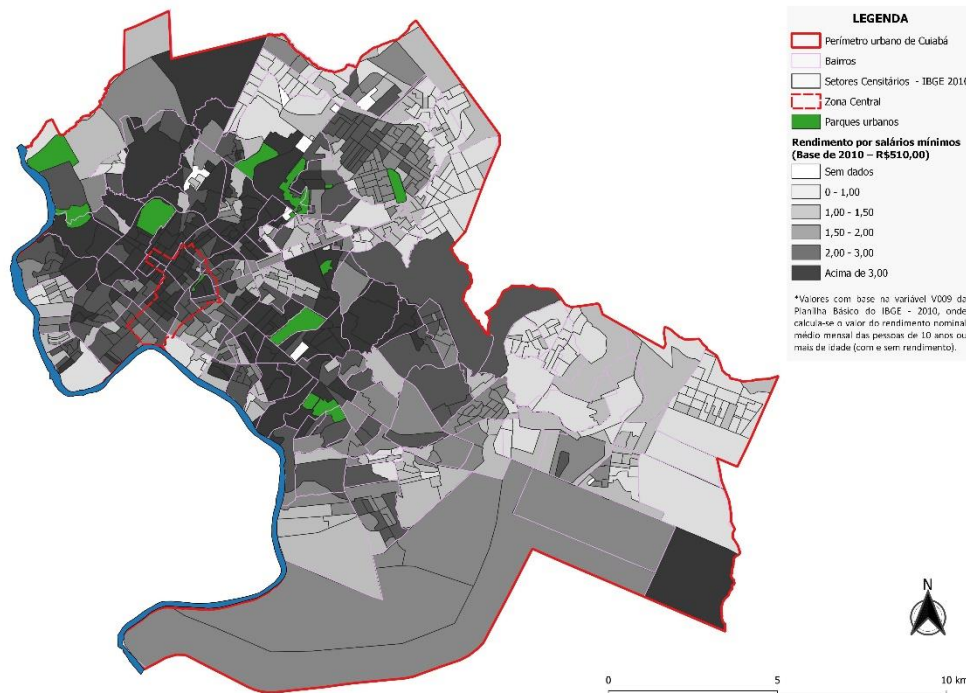 LEGENDA
Perímetro urbano de Cuiabá
Bairros
Setores Censitários - IBGE 2010
Zona Central
Parques urbanos
Rendimento por salários mínimos
(Base de 2010 – R$510,00)
Sem dados
0 - 1,00
1,00 - 1,50
1,50 - 2,00
2,00 - 3,00
Acima de 3,00
*Valores com base na variável V009 da
Planilha Básico do IBGE - 2010, onde
calcula-se o valor do rendimento nominal
médio mensal das pessoas de 10 anos ou
mais de idade (com e sem rendimento).
N
0 5 10 km